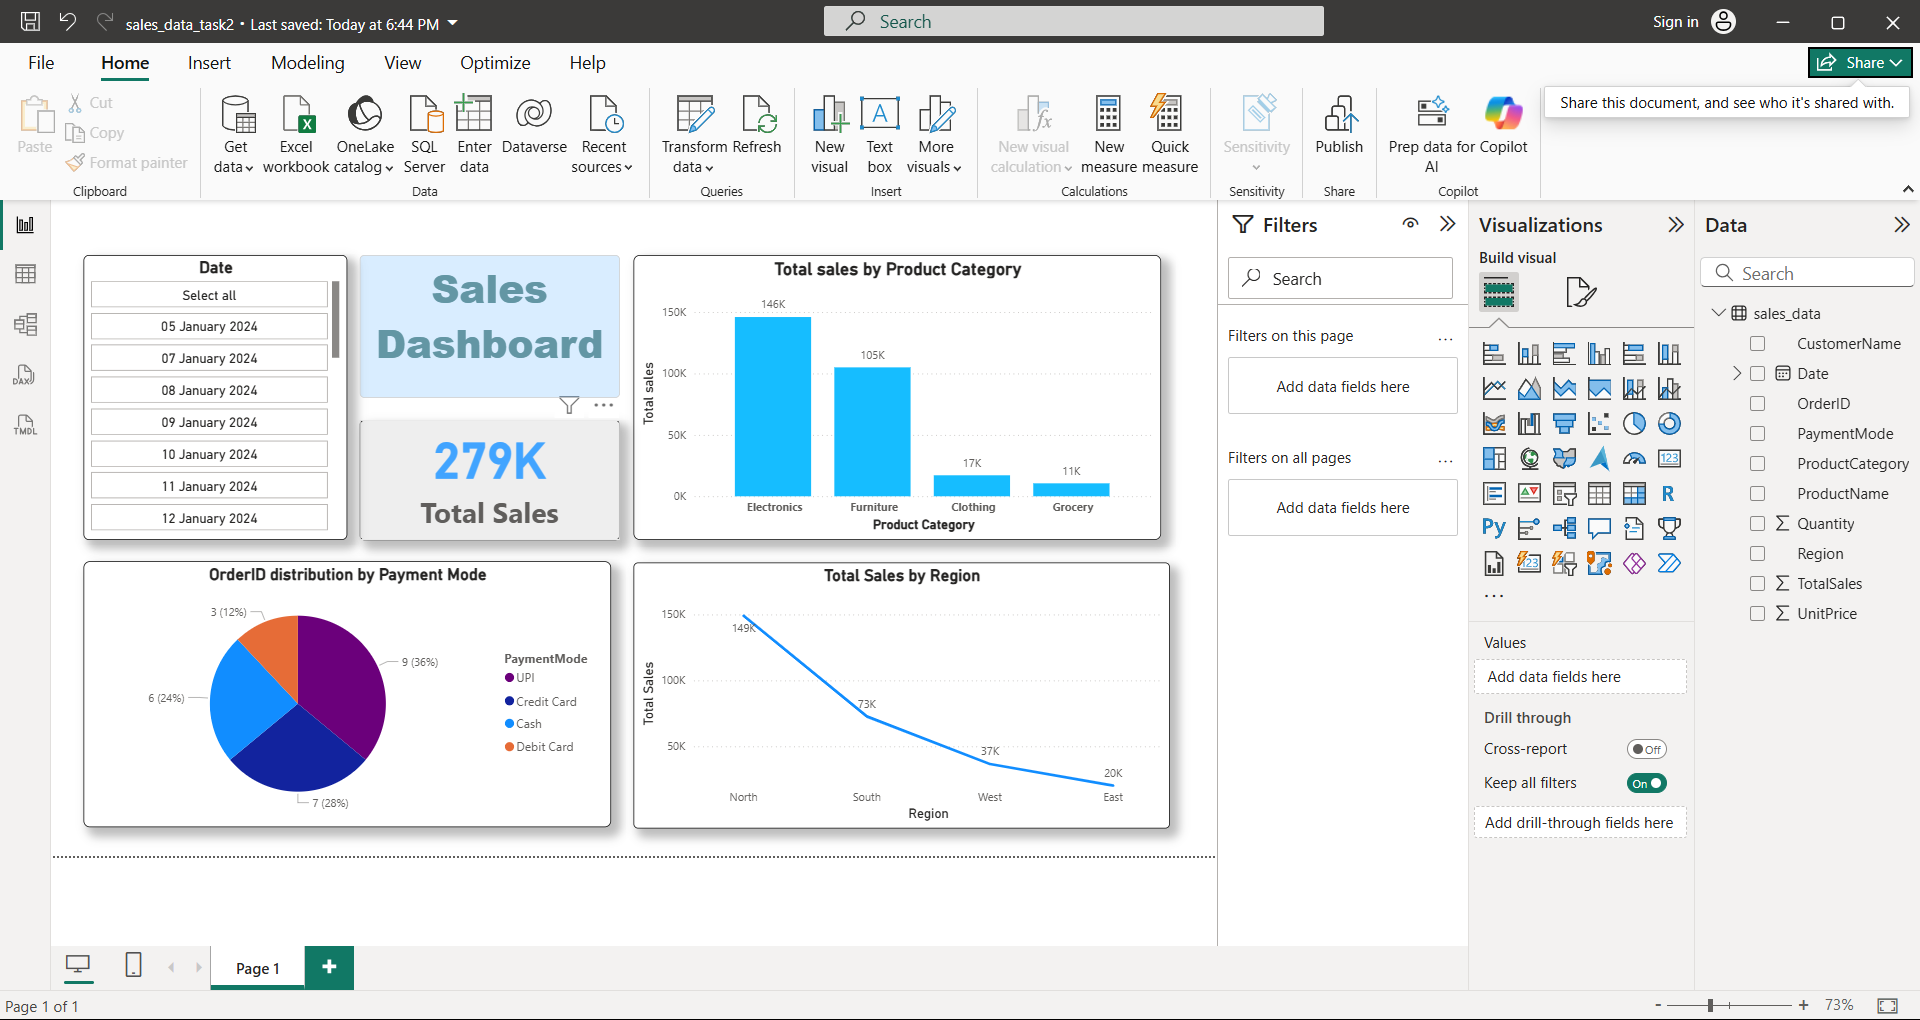 sales_data_task2 • Last saved: Today at 6:44 PM
Search
Sign in
File
Home
Insert
Modeling
View
Optimize
Help
Share
Share this document, and see who it's shared with.
Paste
Cut
Copy
Format painter
Clipboard
Get data
Excel workbook
OneLake catalog
SQL Server
Enter data
Dataverse
Recent sources
Data
Transform data
Refresh
Queries
New visual
Text box
More visuals
Insert
New visual calculation
New measure
Quick measure
Calculations
Sensitivity
Sensitivity
Publish
Share
Prep data for AI
Copilot
Copilot
DAX
TMDL
Date
Select all
05 January 2024
07 January 2024
08 January 2024
09 January 2024
10 January 2024
11 January 2024
12 January 2024
Sales
Dashboard
279K
Total Sales
Total sales by Product Category
Total sales
150K
100K
50K
0K
146K
105K
17K
11K
Electronics
Furniture
Clothing
Grocery
Product Category
OrderID distribution by Payment Mode
3 (12%)
9 (36%)
6 (24%)
7 (28%)
PaymentMode
UPI
Credit Card
Cash
Debit Card
Total Sales by Region
Total Sales
150K
100K
50K
149K
73K
37K
20K
North
South
West
East
Region
Filters
Search
Filters on this page
Add data fields here
Filters on all pages
Add data fields here
Visualizations
Build visual
123
R
Py
123
Values
Add data fields here
Drill through
Cross-report
Off
Keep all filters
On
Add drill-through fields here
Data
Search
sales_data
CustomerName
Date
OrderID
PaymentMode
ProductCategory
ProductName
Quantity
Region
TotalSales
UnitPrice
Page 1
Page 1 of 1
73%